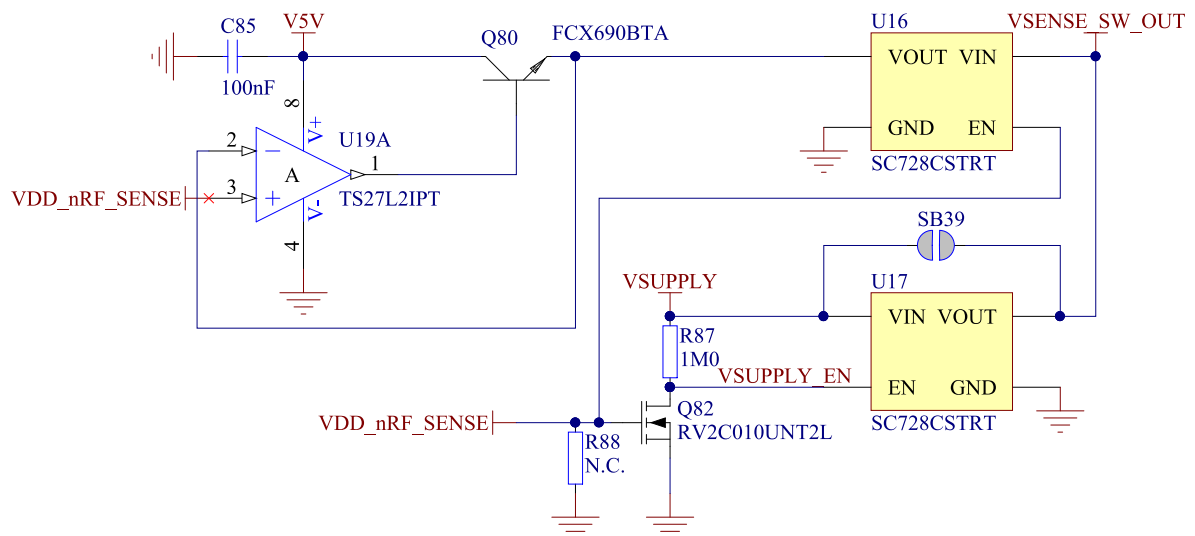 C85
V5V
100nF
Q80
FCX690BTA
U16
VSENSE_SW_OUT
VOUT VIN
GND EN
SC728CSTRT
8
V+
U19A
2
−
A
1
VDD_nRF_SENSE
3
+
V-
TS27L2IPT
4
SB39
VSUPPLY
U17
VIN VOUT
R87
1M0
VSUPPLY_EN
EN GND
SC728CSTRT
Q82
RV2C010UNT2L
VDD_nRF_SENSE
R88
N.C.